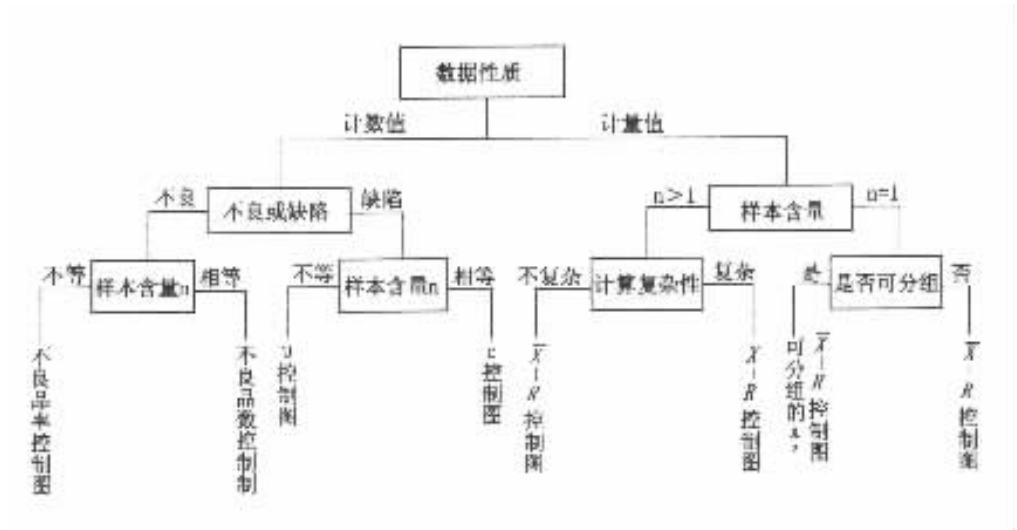 数据性质
计数值
计量值
不良
不良或缺陷
缺陷
n>1
样本含量
n=1
不等
样本含量n
相等
不等
样本含量n
相等
不复杂
计算复杂性
复杂
是
是否可分组
否
不良品率控制图
不良品数控制制
U控制图
c控制图
X̄—R控制图
X—R控制图
可分组的x,
X̄—R控制图
X̄—R控制图